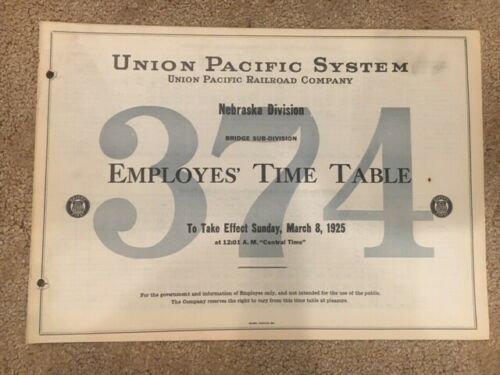 UNION PACIFIC SYSTEM
UNION PACIFIC RAILROAD COMPANY
Nebraska Division
BRIDGE SUB-DIVISION
374
EMPLOYES' TIME TABLE
To Take Effect Sunday, March 8, 1925
at 12:01 A. M. "Central Time"
For the government and information of Employes only, and not intended for the use of the public.
The Company reserves the right to vary from this time table at pleasure.